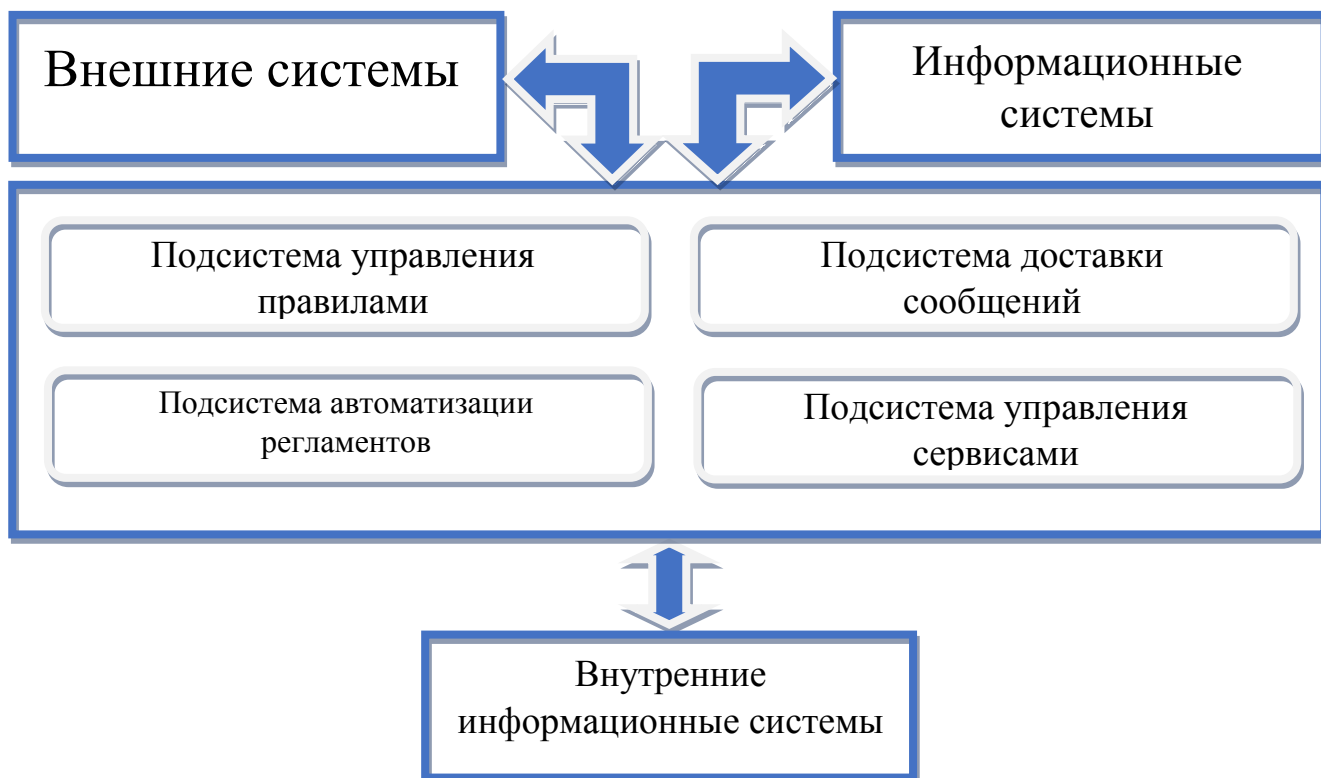 Внешние системы
Информационные
системы
Подсистема управления
правилами
Подсистема доставки
сообщений
Подсистема автоматизации
регламентов
Подсистема управления
сервисами
Внутренние
информационные системы